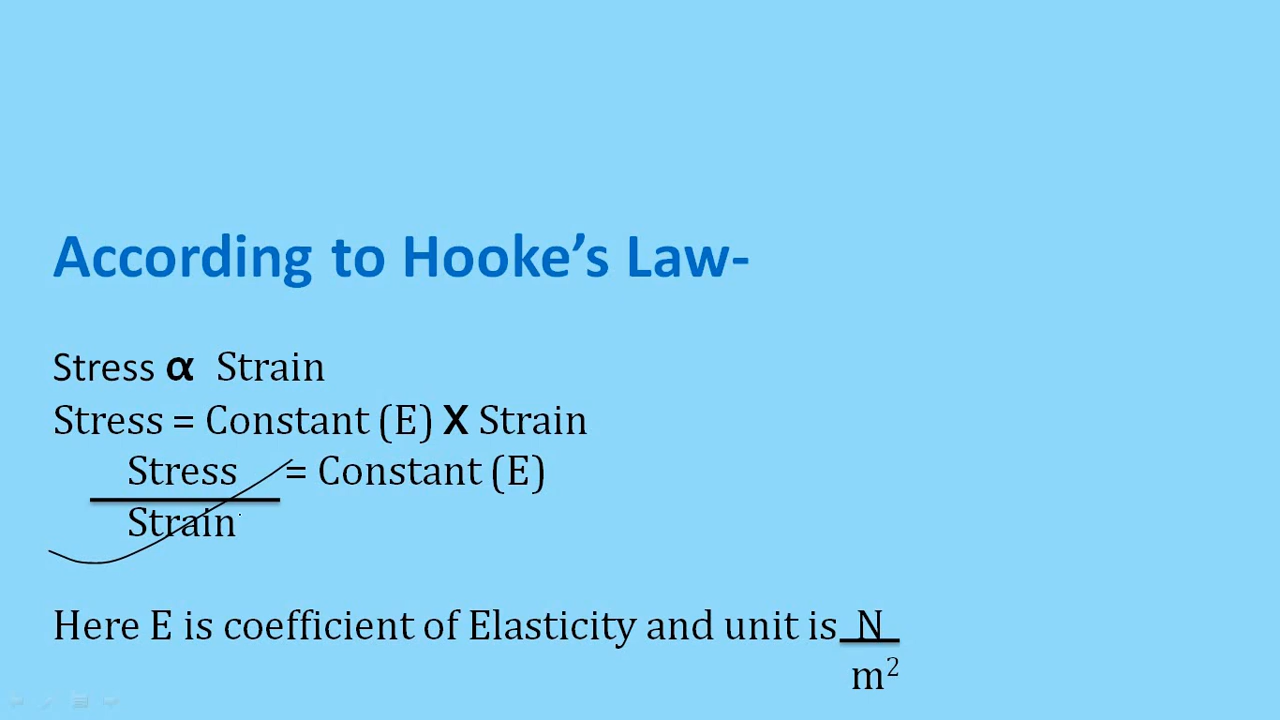 According to Hooke’s Law-
Stress α Strain
Stress = Constant (E) X Strain
Stress = Constant (E)
Strain
Here E is coefficient of Elasticity and unit is N
m²